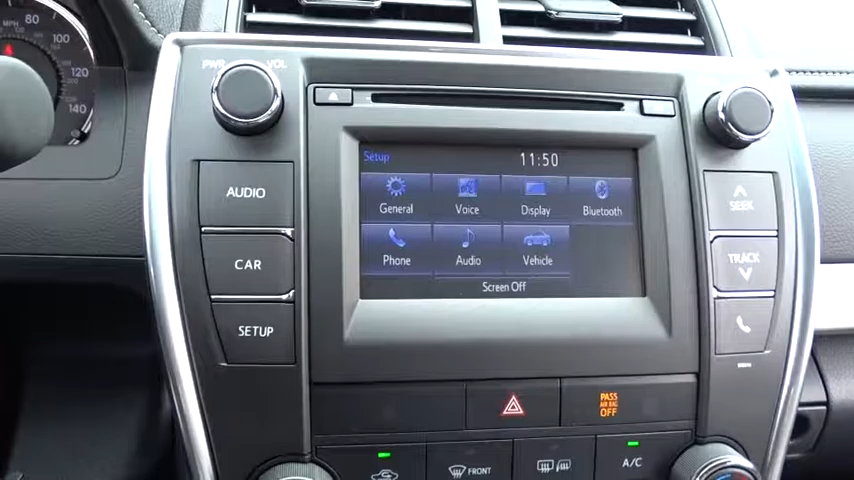 MPH 80
100
120
140
PWR VOL
AUDIO
CAR
SETUP
Setup 11:50
General Voice Display Bluetooth
Phone Audio Vehicle
Screen Off
SEEK
TRACK
PASS
AIR BAG
OFF
FRONT
A/C